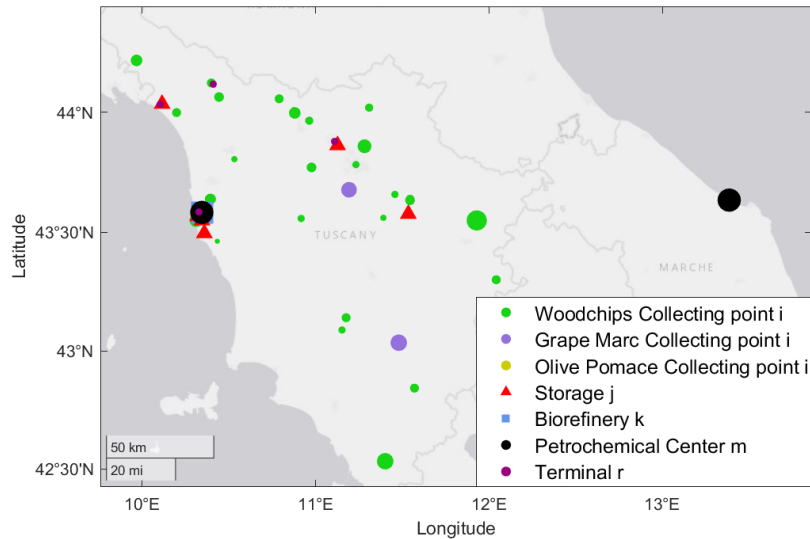 44°N
43°30'N
43°N
42°30'N
Latitude
TUSCANY
MARCHE
Woodchips Collecting point i
Grape Marc Collecting point i
Olive Pomace Collecting point i
Storage j
Biorefinery k
Petrochemical Center m
Terminal r
50 km
20 mi
10°E
11°E
12°E
13°E
Longitude